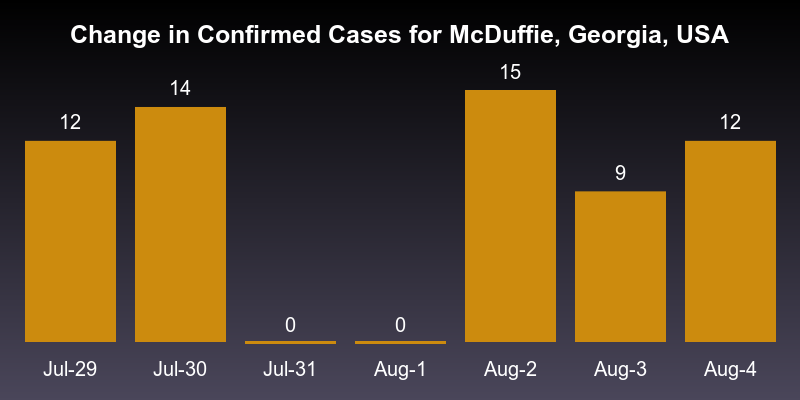 Change in Confirmed Cases for McDuffie, Georgia, USA
12
14
0
0
15
9
12
Jul-29
Jul-30
Jul-31
Aug-1
Aug-2
Aug-3
Aug-4